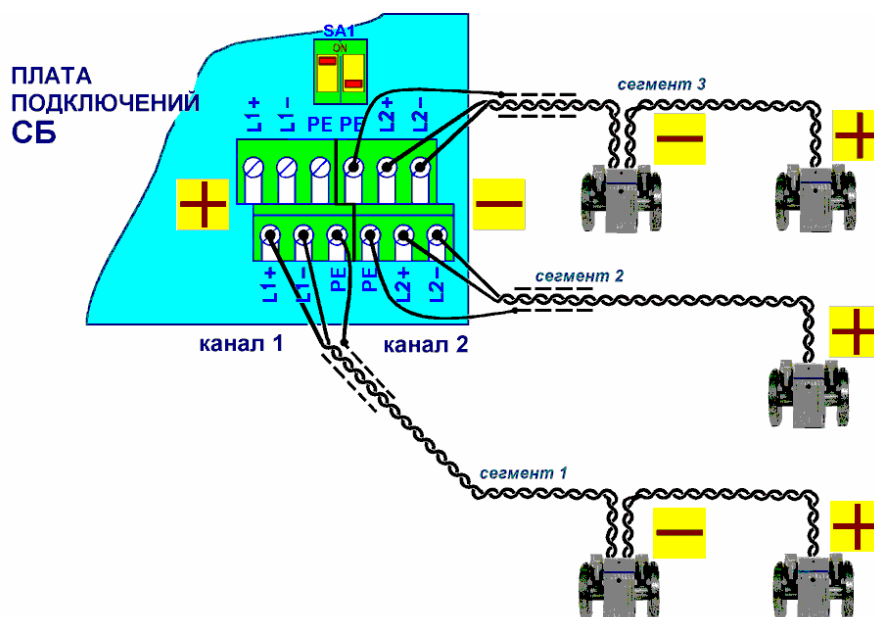 SA1
ON
ПЛАТА
ПОДКЛЮЧЕНИЙ
СБ
L1+
L1−
PE
PE
L2+
L2−
сегмент 3
+
−
−
+
L1+
L1−
PE
PE
L2+
L2−
сегмент 2
+
канал 1
канал 2
сегмент 1
−
+